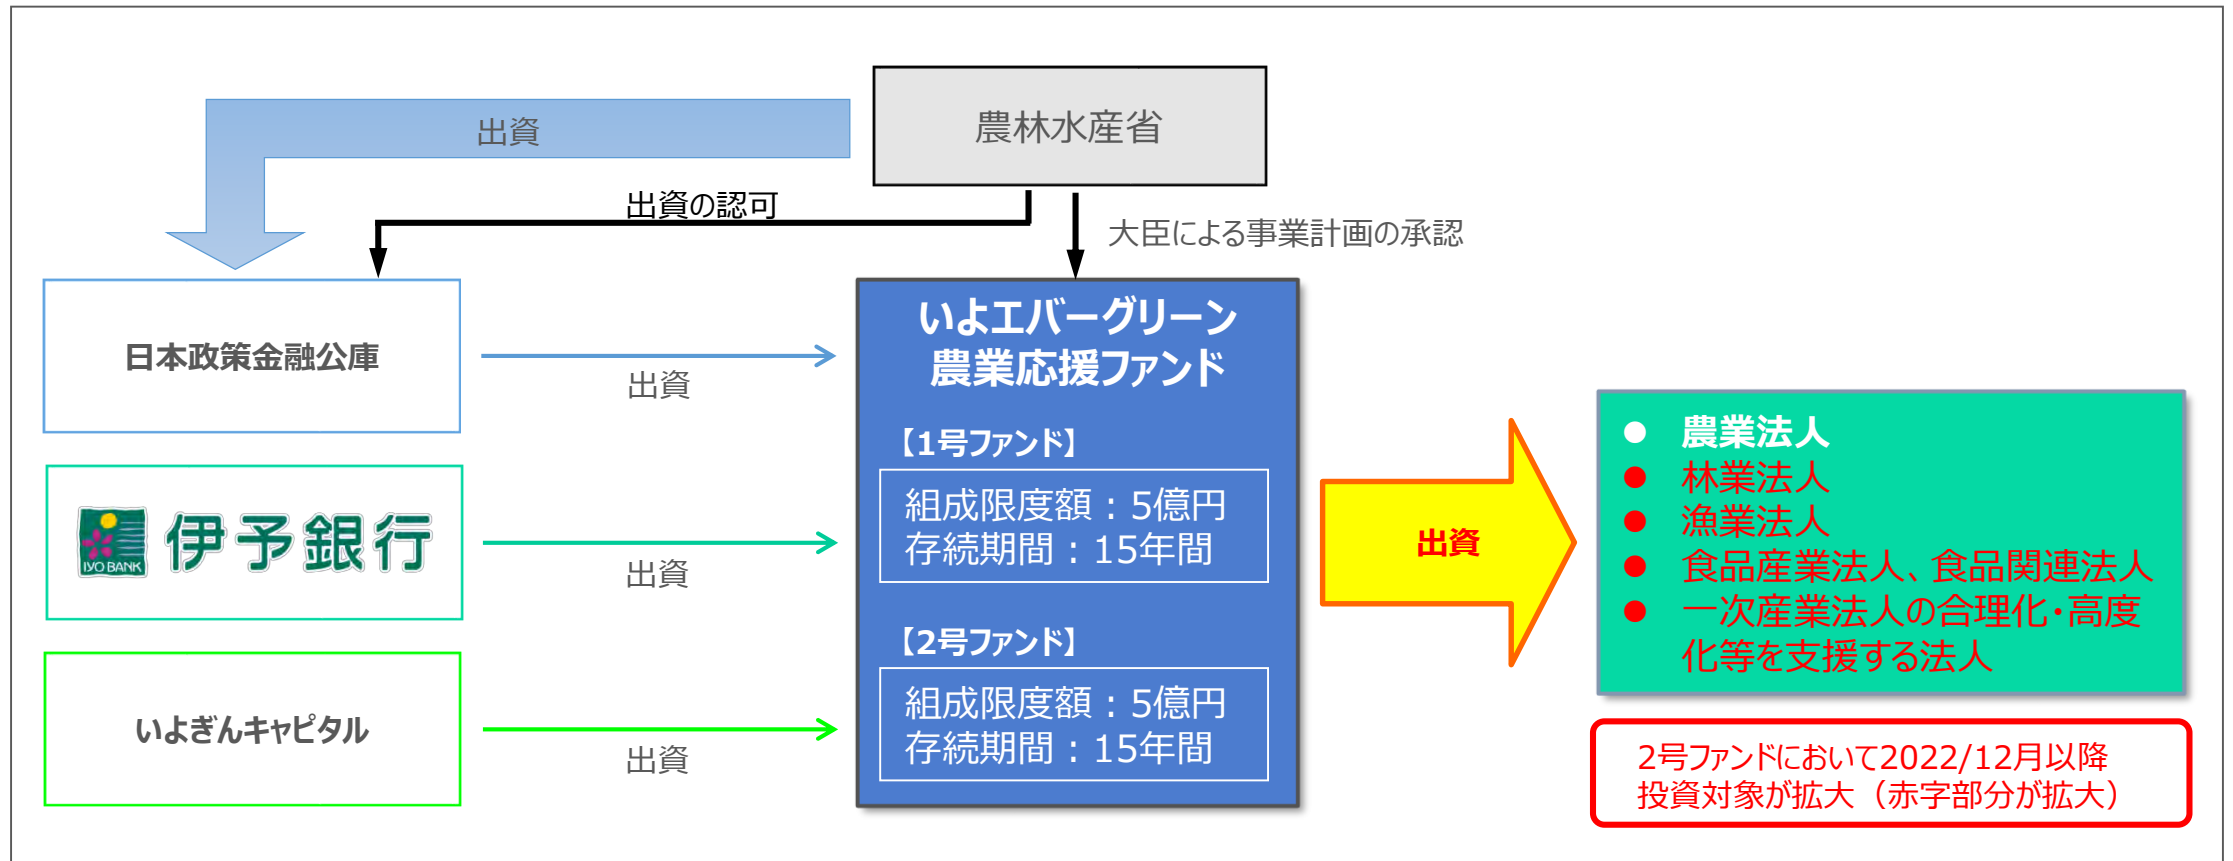 農林水産省
出資
出資の認可
大臣による事業計画の承認
日本政策金融公庫
出資
IYO BANK
伊予銀行
出資
いよぎんキャピタル
出資
いよエバーグリーン
農業応援ファンド
【1号ファンド】
組成限度額：5億円
存続期間：15年間
【2号ファンド】
組成限度額：5億円
存続期間：15年間
出資
● 農業法人
● 林業法人
● 漁業法人
● 食品産業法人、食品関連法人
● 一次産業法人の合理化・高度
化等を支援する法人
2号ファンドにおいて2022/12月以降
投資対象が拡大（赤字部分が拡大）